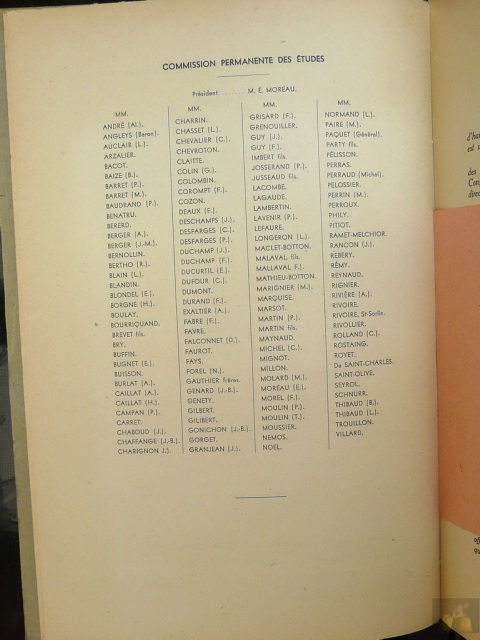 COMMISSION PERMANENTE DES ÉTUDES
Président ...... M. E. MOREAU.
MM.
ANDRÉ (Al.).
ANGLEYS (Baron).
AUCLAIR (L.).
ARZALIER.
BACOT.
BAIZE (B.).
BARRET (P.).
BARRET (M.).
BAUDRAND (P.).
BENATRU.
BERERD.
BERGER (A.).
BERGER (J.-M.).
BERNOLLIN.
BERTHO (R.).
BLAIN (L.).
BLANDIN.
BLONDEL (E.).
BORGNE (H.).
BOULAY.
BOURRIQUAND.
BREVET fils.
BRY.
BUFFIN.
BUGNET (E.).
BUISSON.
BURLAT (A.).
CAILLAT (A.).
CAILLAT (H.).
CAMPAN (P.).
CARRET.
CHABOUD (J.).
CHAFFANGE (J.-B.).
CHARIGNON J.).
MM.
CHARRIN.
CHASSET (L.).
CHEVALIER (C.).
CHEVROTON.
CLAITTE.
COLIN (G.).
COLOMBIN.
COROMPT (F.).
COZON.
DEAUX (F.).
DESCHAMPS (J.).
DESFARGES (C.).
DESFARGES (P.).
DUCHAMP (J.).
DUCHAMP (F.).
DUCURTIL (E.).
DUFOUR (C.).
DUMONT.
DURAND (F.).
EXALTIER (A.).
FABRE (F.).
FAVRE.
FALCONNET (D.).
FAUROT.
FAYS.
FOREL (N.).
GAUTHIER frères.
GENARD (J.-B.).
GENETY.
GILBERT.
GILIBERT.
GONICHON (J.-B.).
GORGET.
GRANJEAN (J.).
MM.
GRISARD (F.).
GRENOUILLER.
GUY (J.).
GUY (F.).
IMBERT fils.
JOSSERAND (P.).
JUSSEAUD fils.
LACOMBE.
LAGAUDE.
LAMBERTIN.
LAVENIR (P.).
LEFAURE.
LONGERON (L.).
MACLET-BOTTON.
MALAVAL fils.
MALLAVAL F.).
MATHIEU-BOTTON.
MARIGNIER (M.).
MARQUISE.
MARSOT.
MARTIN (P.).
MARTIN fils.
MAYNAUD.
MICHEL (C.).
MIGNOT.
MILLON.
MOLARD (M.).
MOREAU (E.).
MOREL (F.).
MOULIN (P.).
MOULIN (T.).
MOUSSIER.
NEMOS.
NOEL.
MM.
NORMAND (L.).
PAIRE (M.).
PAQUET (Général).
PARTY fils.
PÉLISSON.
PERRAS.
PERRAUD (Michel).
PELOSSIER.
PERRIN (M.).
PERROUX.
PHILY.
PITIOT.
RAMET-MELCHIOR.
RANCON (J.).
REBERY.
RÉMY.
REYNAUD.
RIGNIER.
RIVIÈRE (A.).
RIVOIRE.
RIVOIRE, St-Sorlin.
RIVOLLIER.
ROLLAND (C.).
ROSTAING.
ROYET.
De SAINT-CHARLES.
SAINT-OLIVE.
SEYROL.
SCHNURR.
THIBAUD (B.).
THIBAUD (L.).
TROUILLON.
VILLARD.
d'hur
est u
des
Con
direc